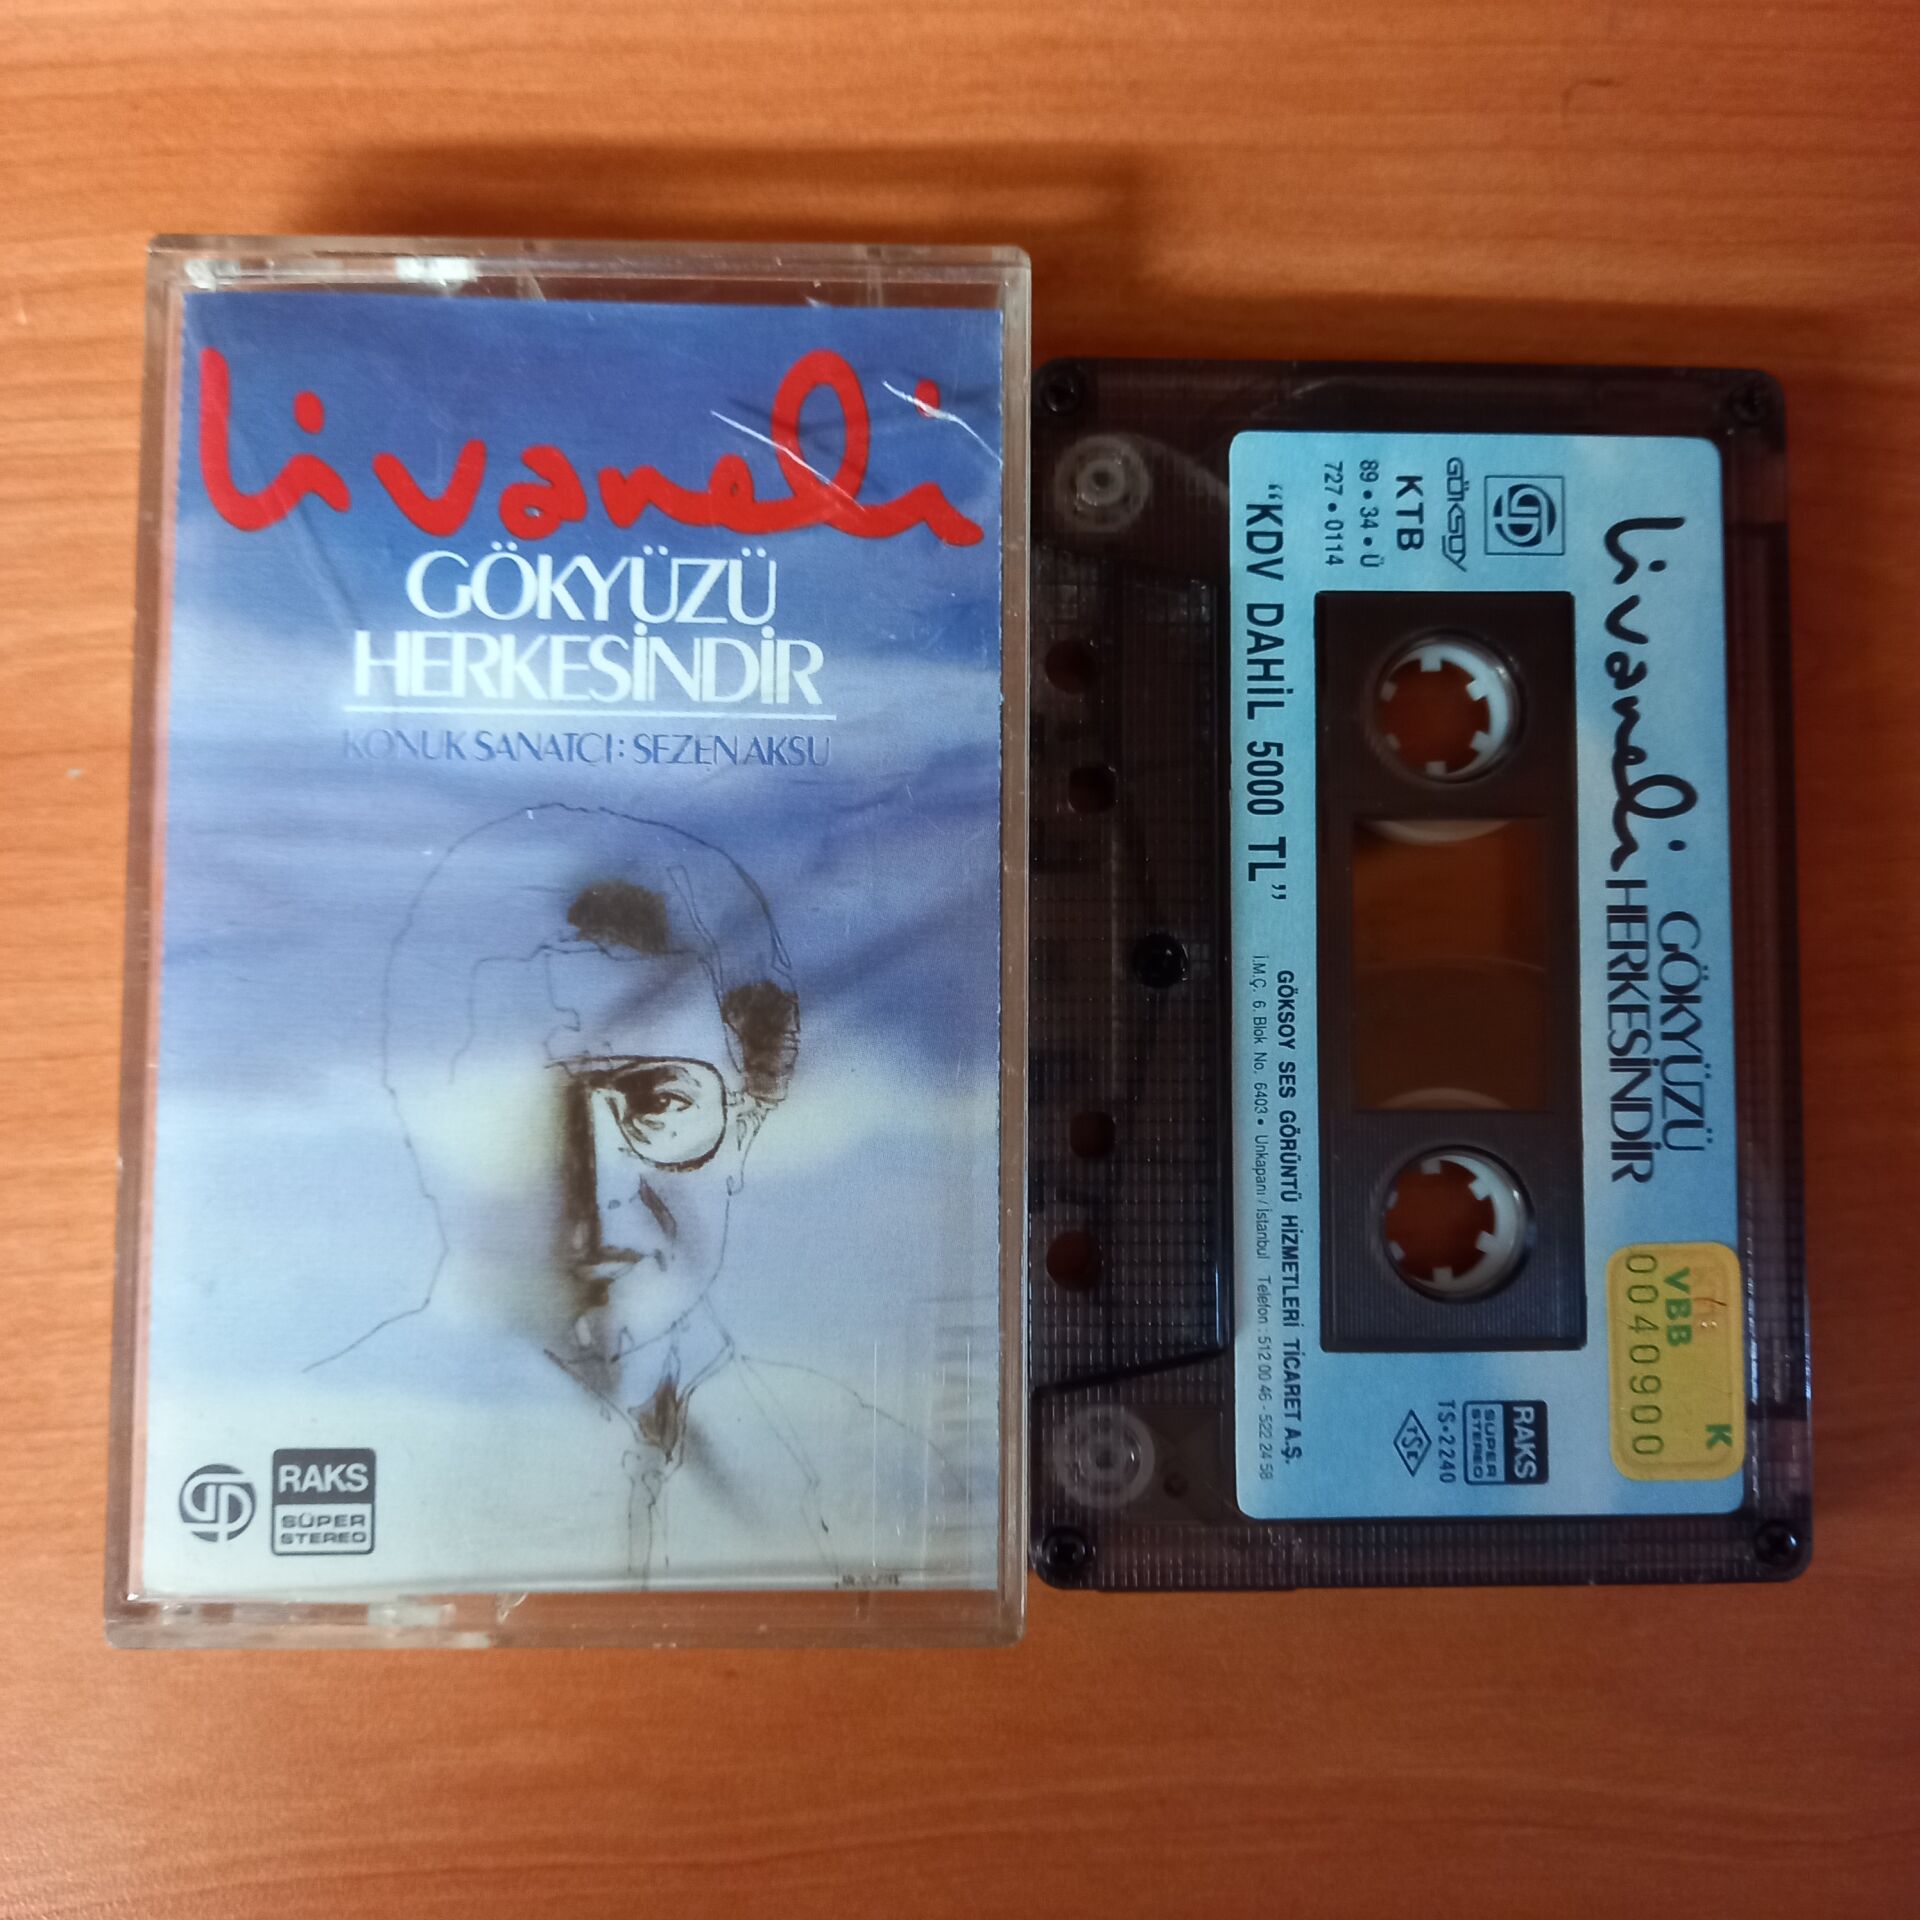 livaneli
GÖKYÜZÜ
HERKESİNDİR
KONUK SANATCI: SEZEN AKSU
RAKS
SÜPER
STEREO
livaneli
GÖKYÜZÜ
HERKESİNDİR
GÖKSOY
KTB
89•34•Ü
727•0114
"KDV DAHİL 5000 TL"
GÖKSOY SES GÖRÜNTÜ HİZMETLERİ TİCARET A.Ş.
İ.M.Ç. 6. Blok No. 6403 • Unkapanı / İstanbul Telefon : 512 00 46 - 522 24 58
RAKS
SÜPER
STEREO
TS•2240
TSE
K
VBB
0040900